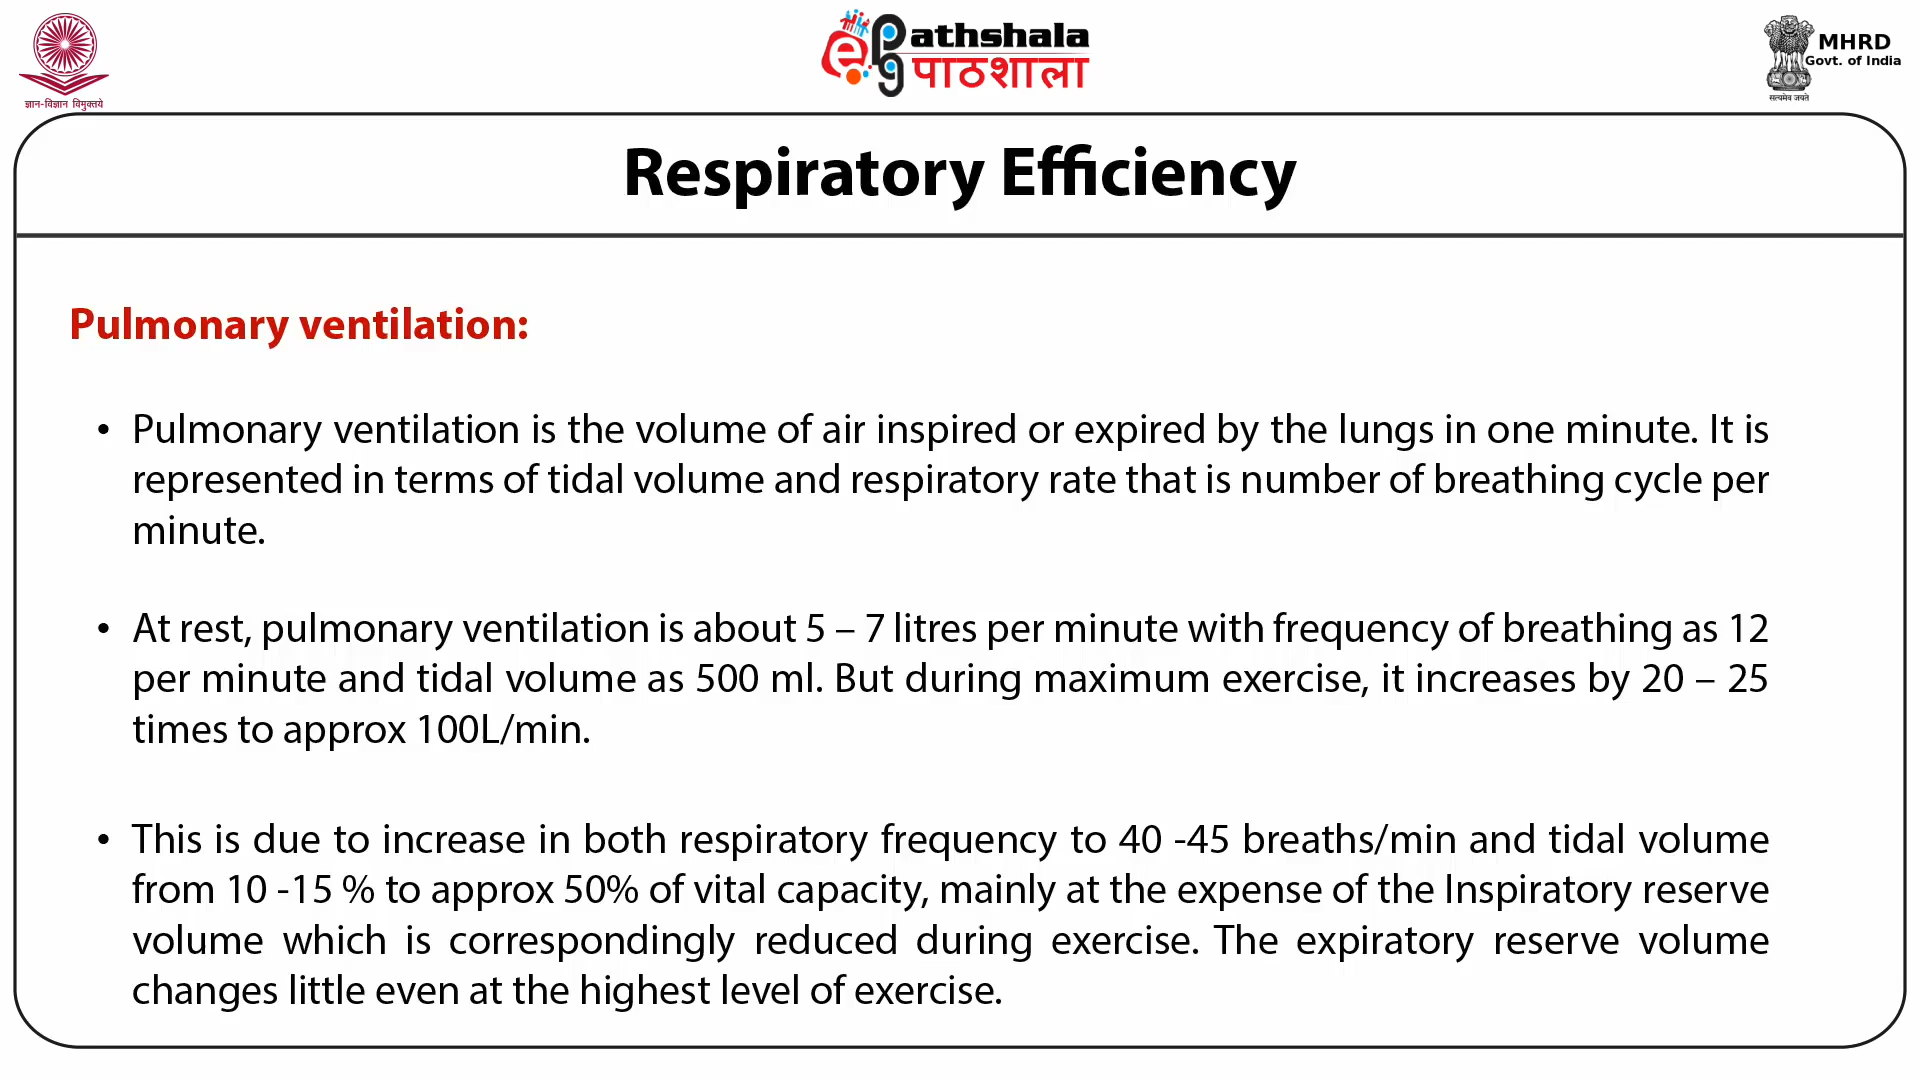 ज्ञान-विज्ञान विमुक्तये
ePg
athshala
पाठशाला
MHRD
Govt. of India
सत्यमेव जयते
Respiratory Efficiency
Pulmonary ventilation:
• Pulmonary ventilation is the volume of air inspired or expired by the lungs in one minute. It is
represented in terms of tidal volume and respiratory rate that is number of breathing cycle per
minute.
• At rest, pulmonary ventilation is about 5 – 7 litres per minute with frequency of breathing as 12
per minute and tidal volume as 500 ml. But during maximum exercise, it increases by 20 – 25
times to approx 100L/min.
• This is due to increase in both respiratory frequency to 40 -45 breaths/min and tidal volume
from 10 -15 % to approx 50% of vital capacity, mainly at the expense of the Inspiratory reserve
volume which is correspondingly reduced during exercise. The expiratory reserve volume
changes little even at the highest level of exercise.